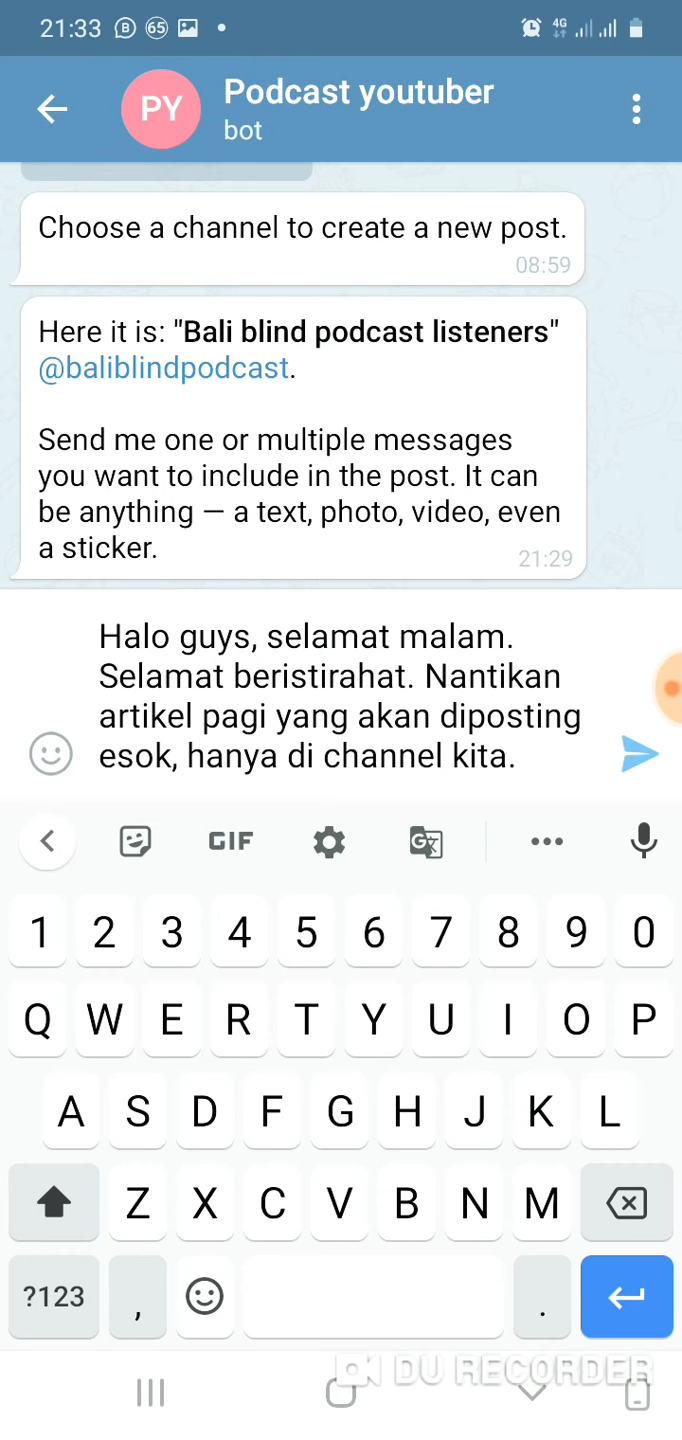 21:33 B 65 4G
PY Podcast youtuber
bot
Choose a channel to create a new post.
08:59
Here it is: "Bali blind podcast listeners"
@baliblindpodcast.
Send me one or multiple messages
you want to include in the post. It can
be anything — a text, photo, video, even
a sticker.
21:29
Halo guys, selamat malam.
Selamat beristirahat. Nantikan
artikel pagi yang akan diposting
esok, hanya di channel kita.
GIF G
1 2 3 4 5 6 7 8 9 0
Q W E R T Y U I O P
A S D F G H J K L
Z X C V B N M
?123 , .
DU RECORDER